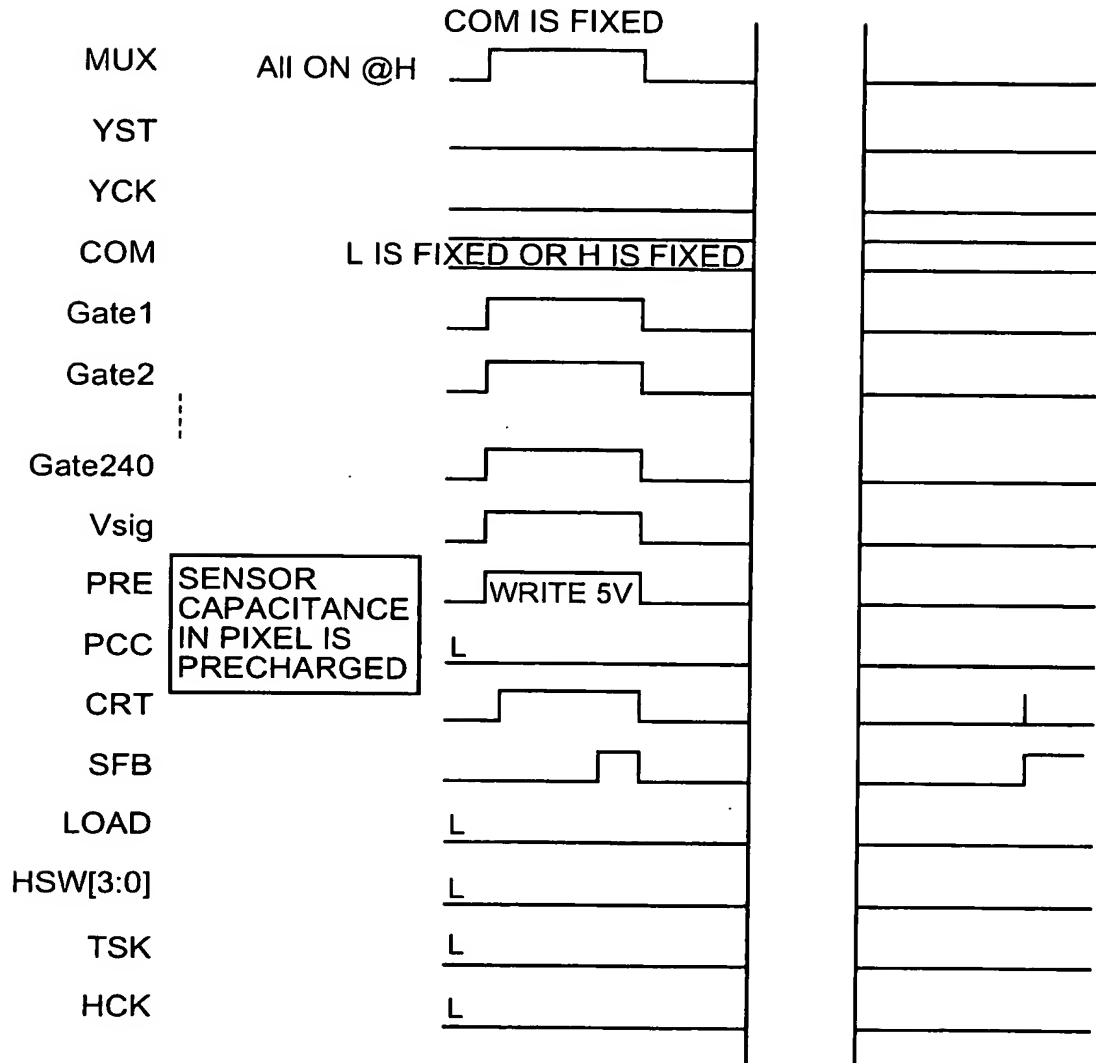 COM IS FIXED
MUX All ON @H
YST
YCK
COM L IS FIXED OR H IS FIXED
Gate1
Gate2
Gate240
Vsig
PRE WRITE 5V
SENSOR
CAPACITANCE
IN PIXEL IS
PRECHARGED
PCC L
CRT
SFB
LOAD L
HSW[3:0] L
TSK L
HCK L